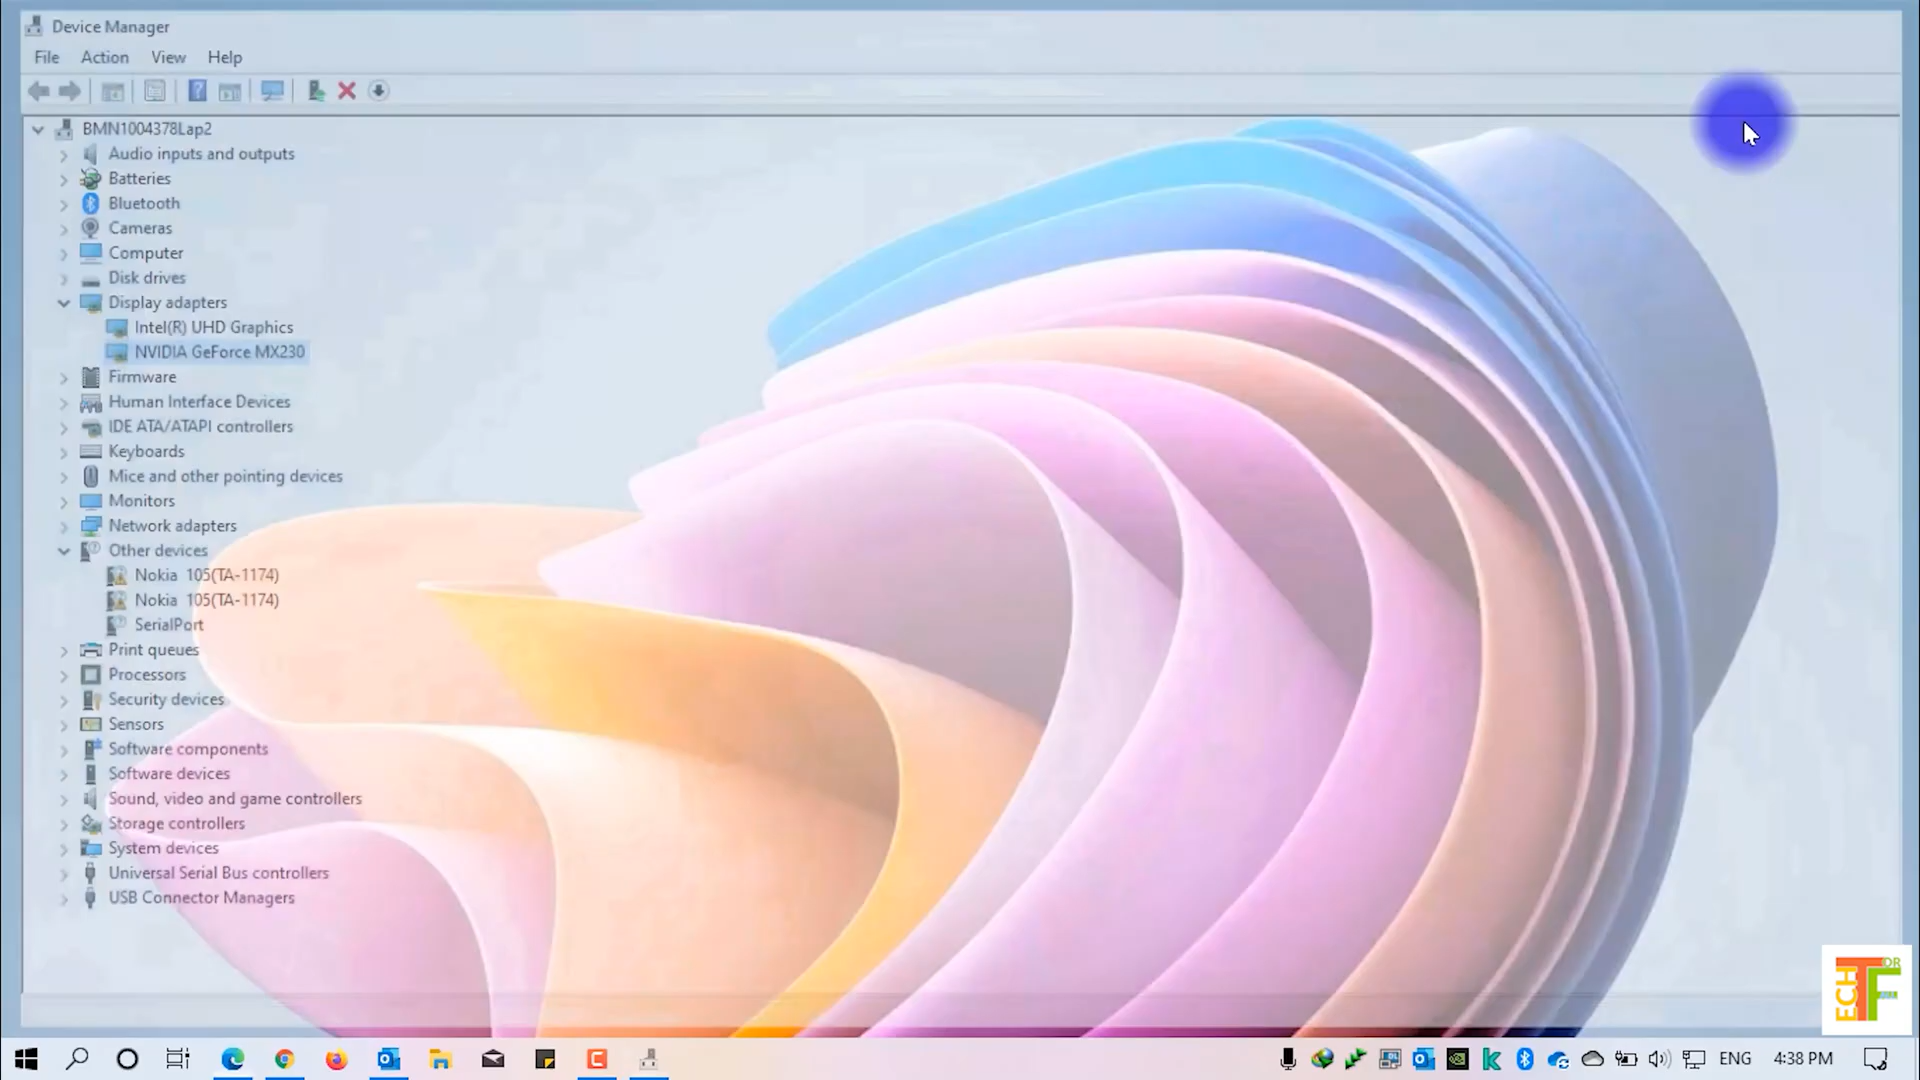 Device Manager
File Action View Help
BMN1004378Lap2
Audio inputs and outputs
Batteries
Bluetooth
Cameras
Computer
Disk drives
Display adapters
Intel(R) UHD Graphics
NVIDIA GeForce MX230
Firmware
Human Interface Devices
IDE ATA/ATAPI controllers
Keyboards
Mice and other pointing devices
Monitors
Network adapters
Other devices
Nokia 105(TA-1174)
Nokia 105(TA-1174)
SerialPort
Print queues
Processors
Security devices
Sensors
Software components
Software devices
Sound, video and game controllers
Storage controllers
System devices
Universal Serial Bus controllers
USB Connector Managers
ENG 4:38 PM